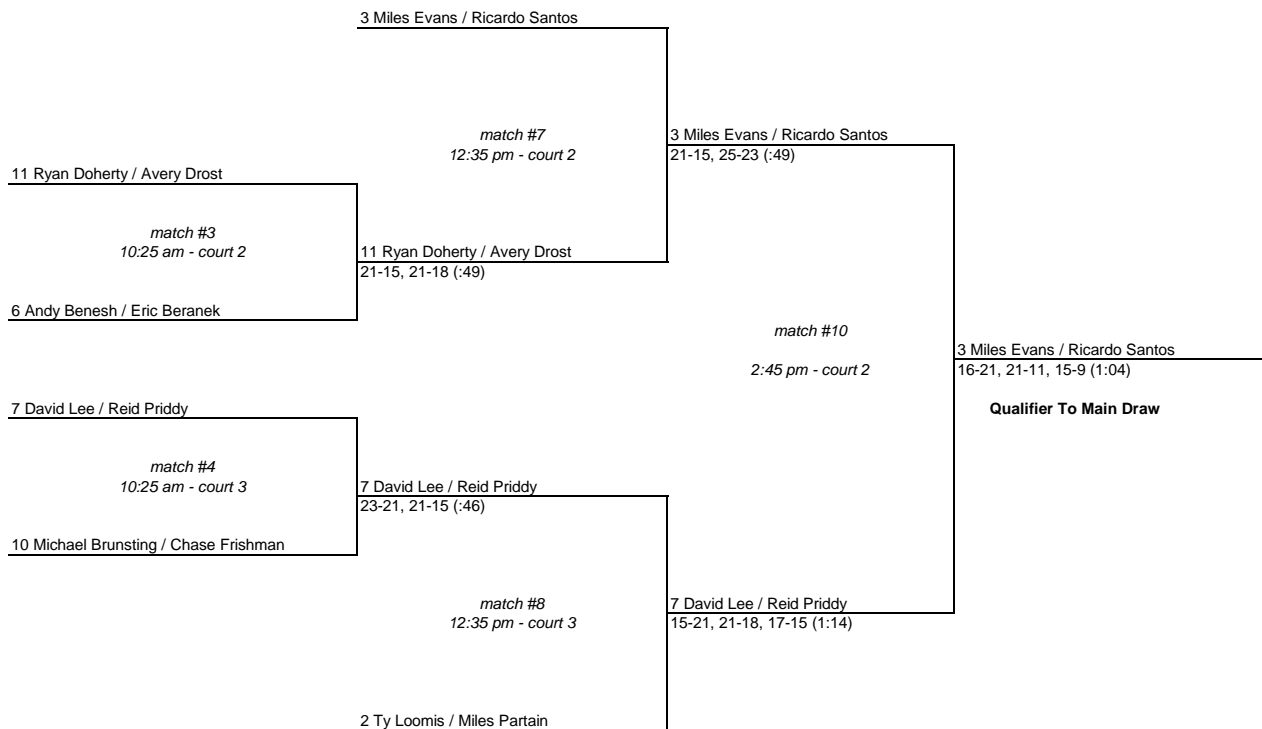 3 Miles Evans / Ricardo Santos
match #7
12:35 pm - court 2
3 Miles Evans / Ricardo Santos
21-15, 25-23 (:49)
11 Ryan Doherty / Avery Drost
match #3
10:25 am - court 2
11 Ryan Doherty / Avery Drost
21-15, 21-18 (:49)
6 Andy Benesh / Eric Beranek
match #10
2:45 pm - court 2
3 Miles Evans / Ricardo Santos
16-21, 21-11, 15-9 (1:04)
Qualifier To Main Draw
7 David Lee / Reid Priddy
match #4
10:25 am - court 3
7 David Lee / Reid Priddy
23-21, 21-15 (:46)
10 Michael Brunsting / Chase Frishman
match #8
12:35 pm - court 3
7 David Lee / Reid Priddy
15-21, 21-18, 17-15 (1:14)
2 Ty Loomis / Miles Partain